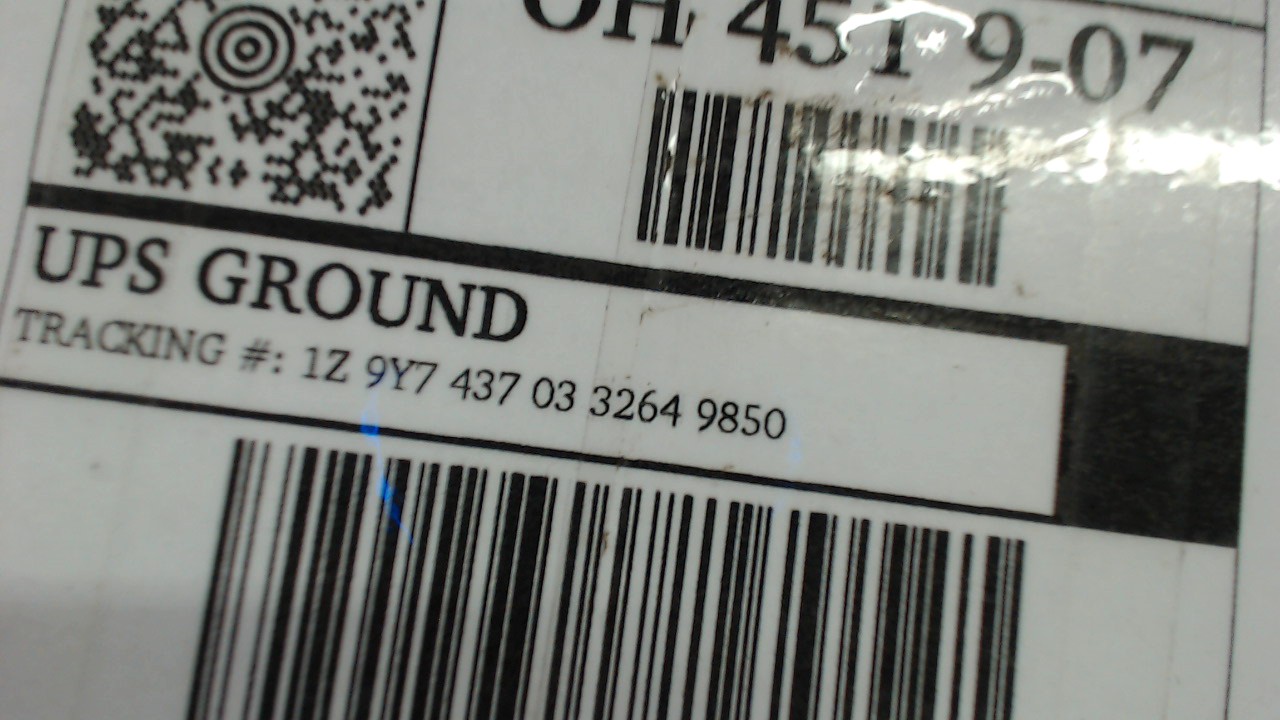 OH 451 9-07
UPS GROUND
TRACKING #: 1Z 9Y7 437 03 3264 9850